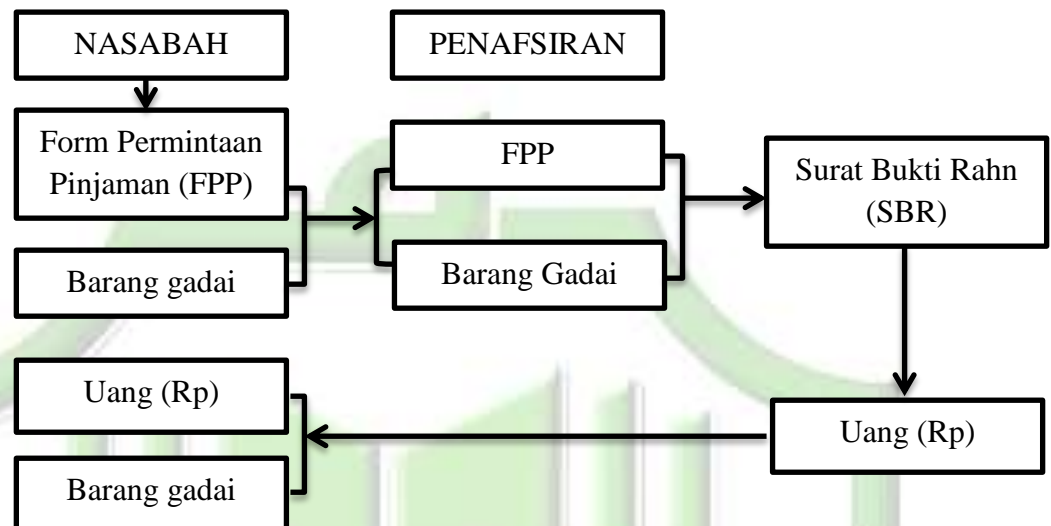 NASABAH
PENAFSIRAN
Form Permintaan
Pinjaman (FPP)
Barang gadai
FPP
Barang Gadai
Surat Bukti Rahn
(SBR)
Uang (Rp)
Barang gadai
Uang (Rp)